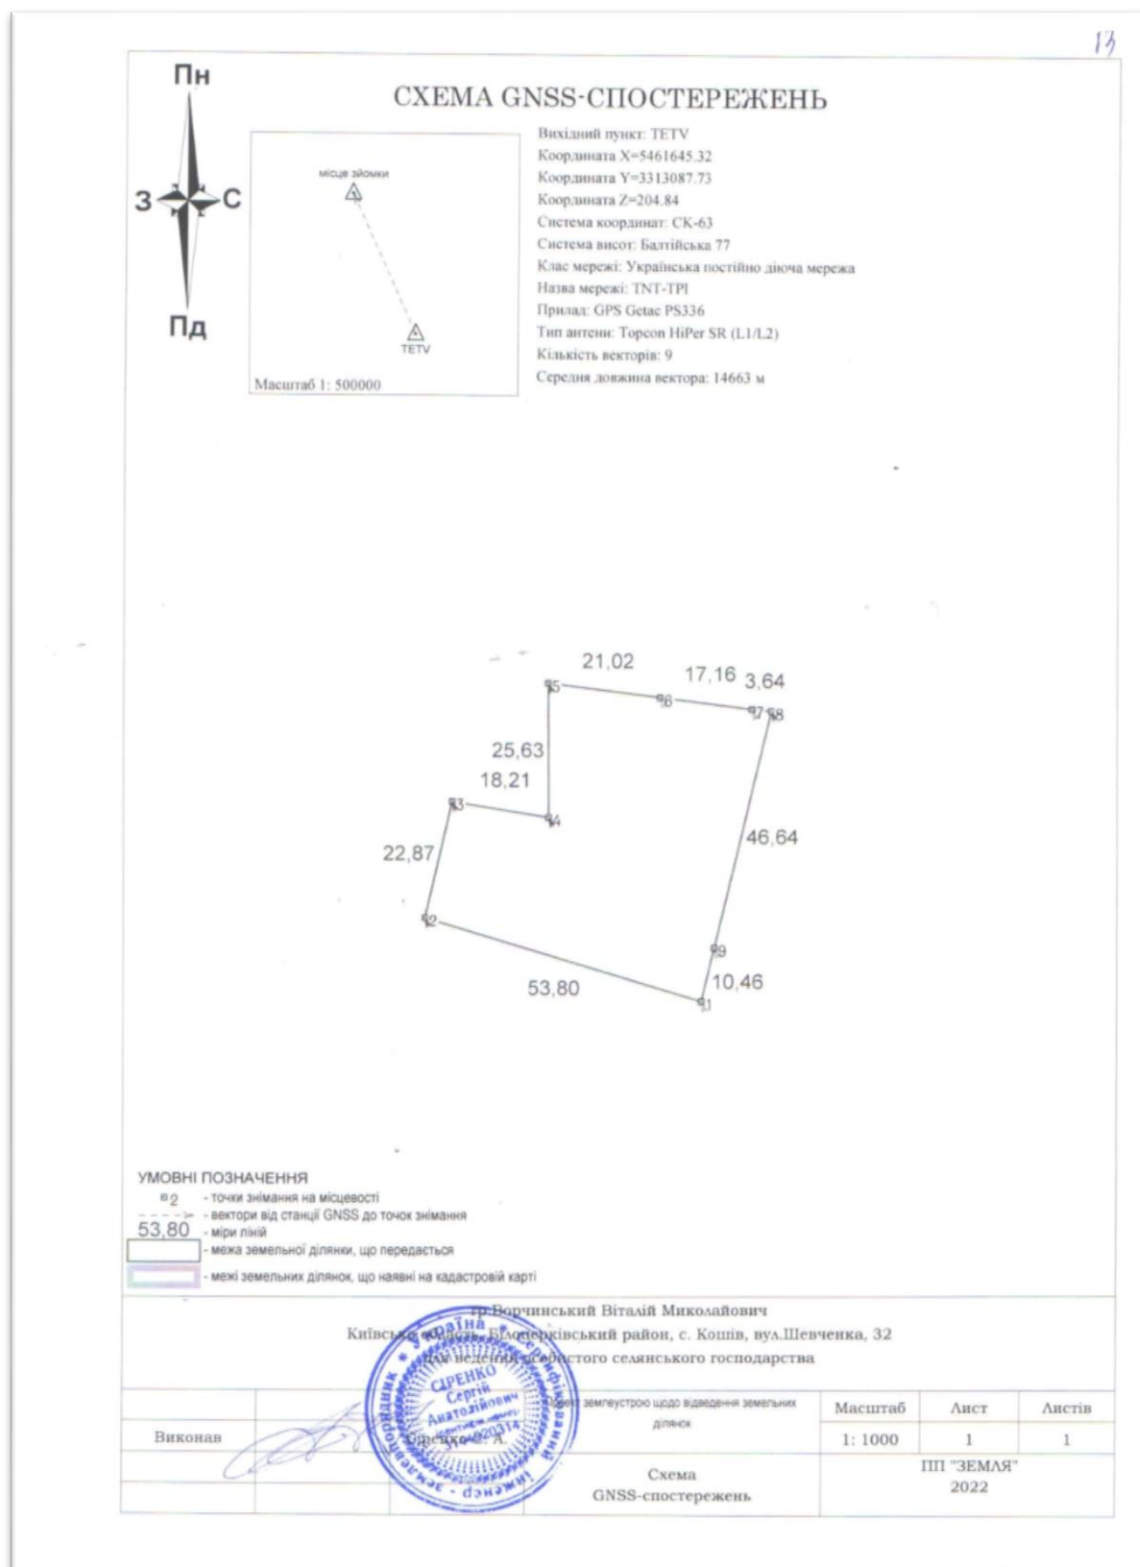 13
Пн
СХЕМА GNSS-СПОСТЕРЕЖЕНЬ
З
С
Пд
місце зйомки
TETV
Масштаб 1: 500000
Вихідний пункт: TETV
Координата X=5461645.32
Координата Y=3313087.73
Координата Z=204.84
Система координат: СК-63
Система висот: Балтійська 77
Клас мережі: Українська постійно діюча мережа
Назва мережі: TNT-TPI
Прилад: GPS Getac PS336
Тип антени: Topcon HiPer SR (L1/L2)
Кількість векторів: 9
Середня довжина вектора: 14663 м
21,02
17,16
3,64
5
6
7
8
25,63
18,21
3
4
22,87
46,64
2
9
53,80
10,46
1
УМОВНІ ПОЗНАЧЕННЯ
2 - точки знімання на місцевості
- вектори від станції GNSS до точок знімання
53,80 - міри ліній
- межа земельної ділянки, що передається
- межі земельних ділянок, що наявні на кадастровій карті
гр.Ворчинський Віталій Миколайович
Київська область, Білоцерківський район, с. Кошів, вул.Шевченка, 32
для ведення особистого селянського господарства
Україна * Сертифікований інженер - землевпорядник *
СІРЕНКО
Сергій
Анатолійович
Виконав
С. А.
землеустрою щодо відведення земельних
ділянок
Масштаб
Лист
Листів
1: 1000
1
1
Схема
GNSS-спостережень
ПП "ЗЕМЛЯ"
2022